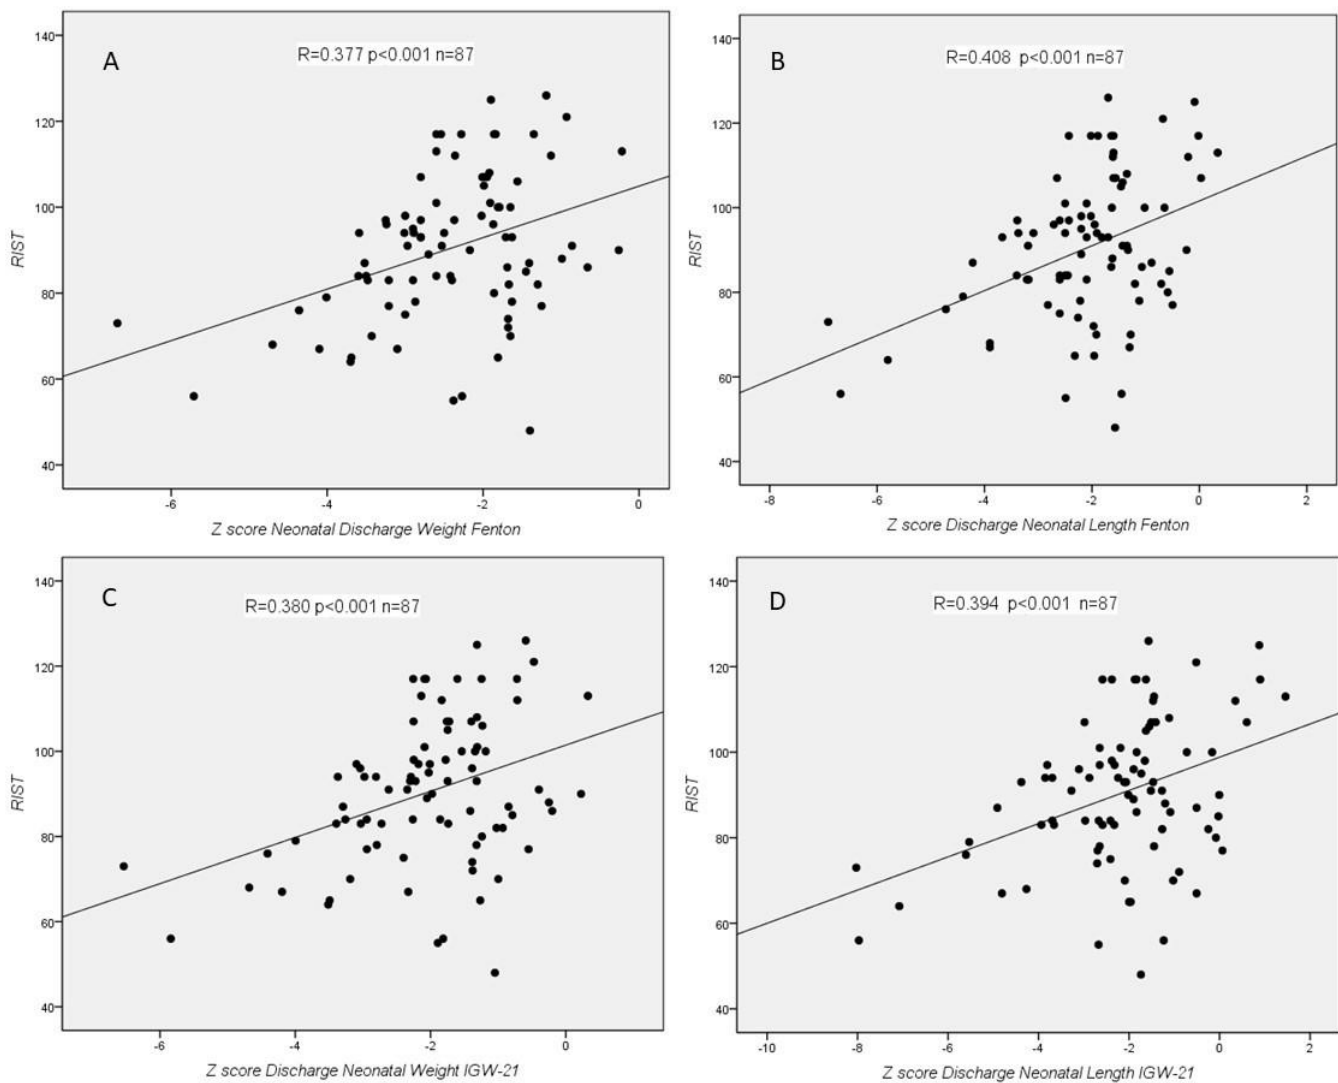 A
R=0.377 p<0.001 n=87
140
120
100
80
60
40
RIST
-6
-4
-2
0
Z score Neonatal Discharge Weight Fenton
B
R=0.408 p<0.001 n=87
140
120
100
80
60
40
RIST
-8
-6
-4
-2
0
2
Z score Discharge Neonatal Length Fenton
C
R=0.380 p<0.001 n=87
140
120
100
80
60
40
RIST
-6
-4
-2
0
Z score Discharge Neonatal Weight IGW-21
D
R=0.394 p<0.001 n=87
140
120
100
80
60
40
RIST
-10
-8
-6
-4
-2
0
2
Z score Discharge Neonatal Length IGW-21